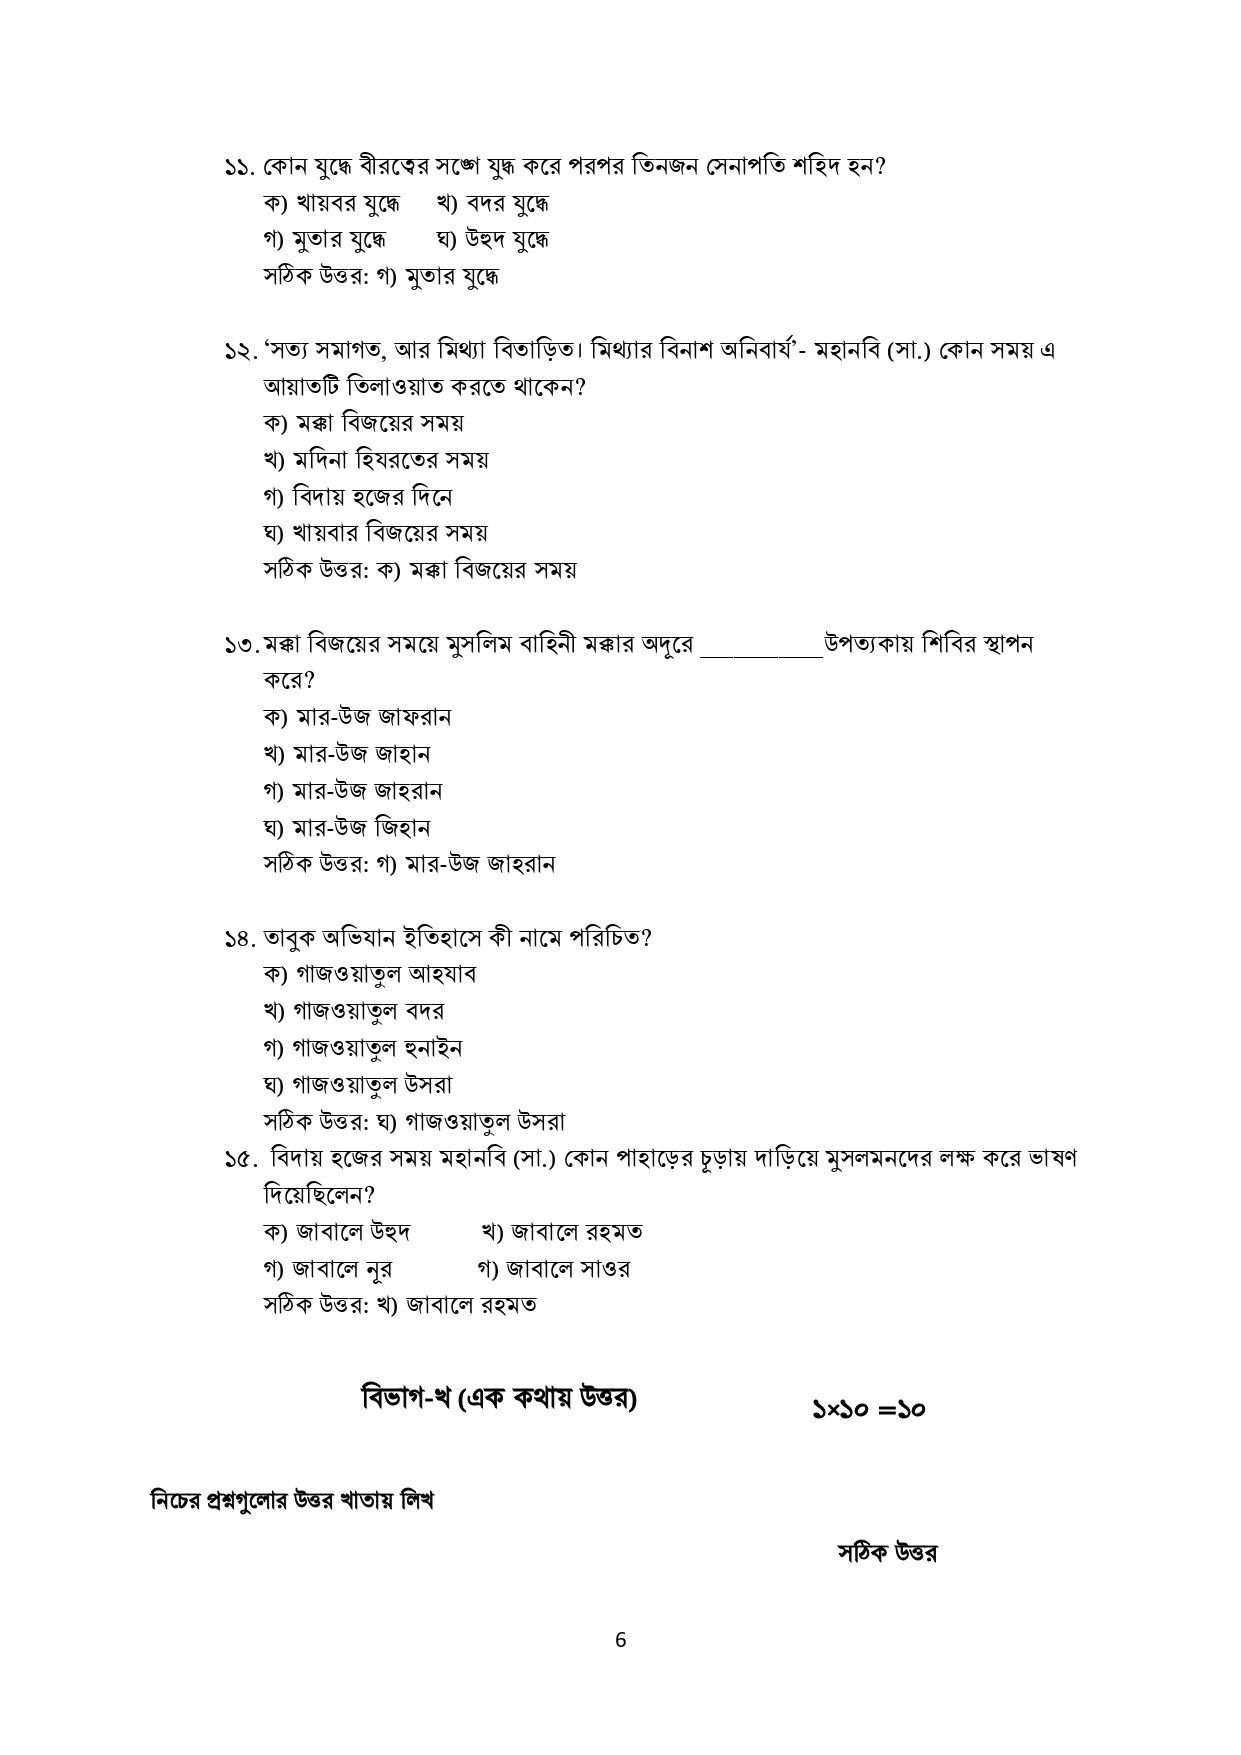 ১১. কোন যুদ্ধে বীরত্বের সঙ্গে যুদ্ধ করে পরপর তিনজন সেনাপতি শহিদ হন?
ক) খায়বর যুদ্ধে খ) বদর যুদ্ধে
গ) মুতার যুদ্ধে ঘ) উহুদ যুদ্ধে
সঠিক উত্তর: গ) মুতার যুদ্ধে
১২. ‘সত্য সমাগত, আর মিথ্যা বিতাড়িত। মিথ্যার বিনাশ অনিবার্য’- মহানবি (সা.) কোন সময় এ
আয়াতটি তিলাওয়াত করতে থাকেন?
ক) মক্কা বিজয়ের সময়
খ) মদিনা হিযরতের সময়
গ) বিদায় হজের দিনে
ঘ) খায়বার বিজয়ের সময়
সঠিক উত্তর: ক) মক্কা বিজয়ের সময়
১৩. মক্কা বিজয়ের সময়ে মুসলিম বাহিনী মক্কার অদূরে ___________উপত্যকায় শিবির স্থাপন
করে?
ক) মার-উজ জাফরান
খ) মার-উজ জাহান
গ) মার-উজ জাহরান
ঘ) মার-উজ জিহান
সঠিক উত্তর: গ) মার-উজ জাহরান
১৪. তাবুক অভিযান ইতিহাসে কী নামে পরিচিত?
ক) গাজওয়াতুল আহযাব
খ) গাজওয়াতুল বদর
গ) গাজওয়াতুল হুনাইন
ঘ) গাজওয়াতুল উসরা
সঠিক উত্তর: ঘ) গাজওয়াতুল উসরা
১৫. বিদায় হজের সময় মহানবি (সা.) কোন পাহাড়ের চূড়ায় দাড়িয়ে মুসলমনদের লক্ষ করে ভাষণ
দিয়েছিলেন?
ক) জাবালে উহুদ খ) জাবালে রহমত
গ) জাবালে নূর গ) জাবালে সাওর
সঠিক উত্তর: খ) জাবালে রহমত
বিভাগ-খ (এক কথায় উত্তর) ১×১০ =১০
নিচের প্রশ্নগুলোর উত্তর খাতায় লিখ
সঠিক উত্তর
6